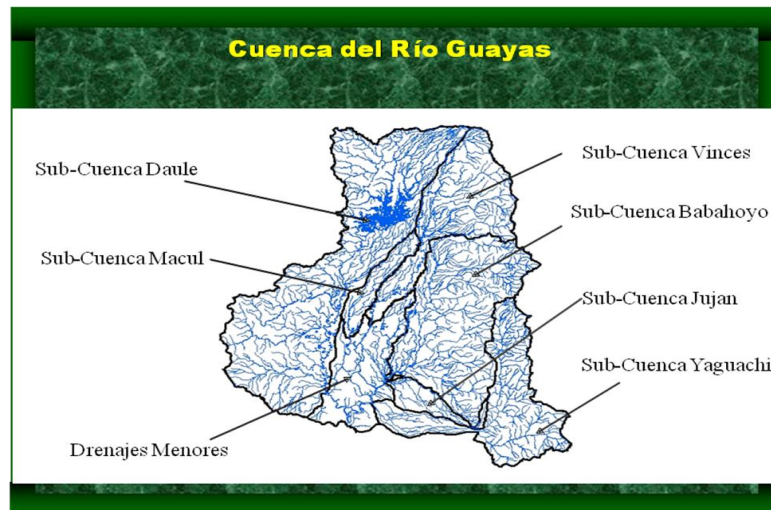 Cuenca del Río Guayas
Sub-Cuenca Daule
Sub-Cuenca Vinces
Sub-Cuenca Babahoyo
Sub-Cuenca Macul
Sub-Cuenca Jujan
Sub-Cuenca Yaguachi
Drenajes Menores